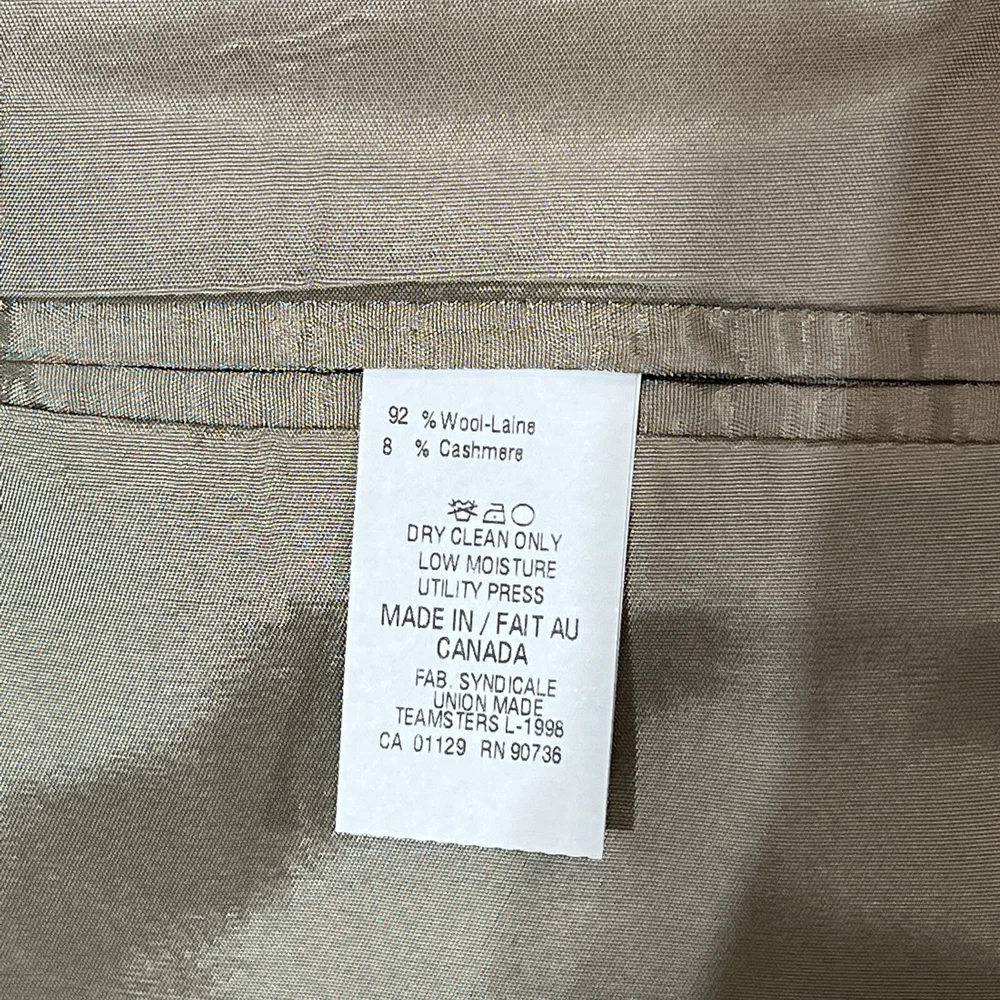 92 % Wool-Laine
8 % Cashmere
DRY CLEAN ONLY
LOW MOISTURE
UTILITY PRESS
MADE IN / FAIT AU
CANADA
FAB. SYNDICALE
UNION MADE
TEAMSTERS L-1998
CA 01129 RN 90736